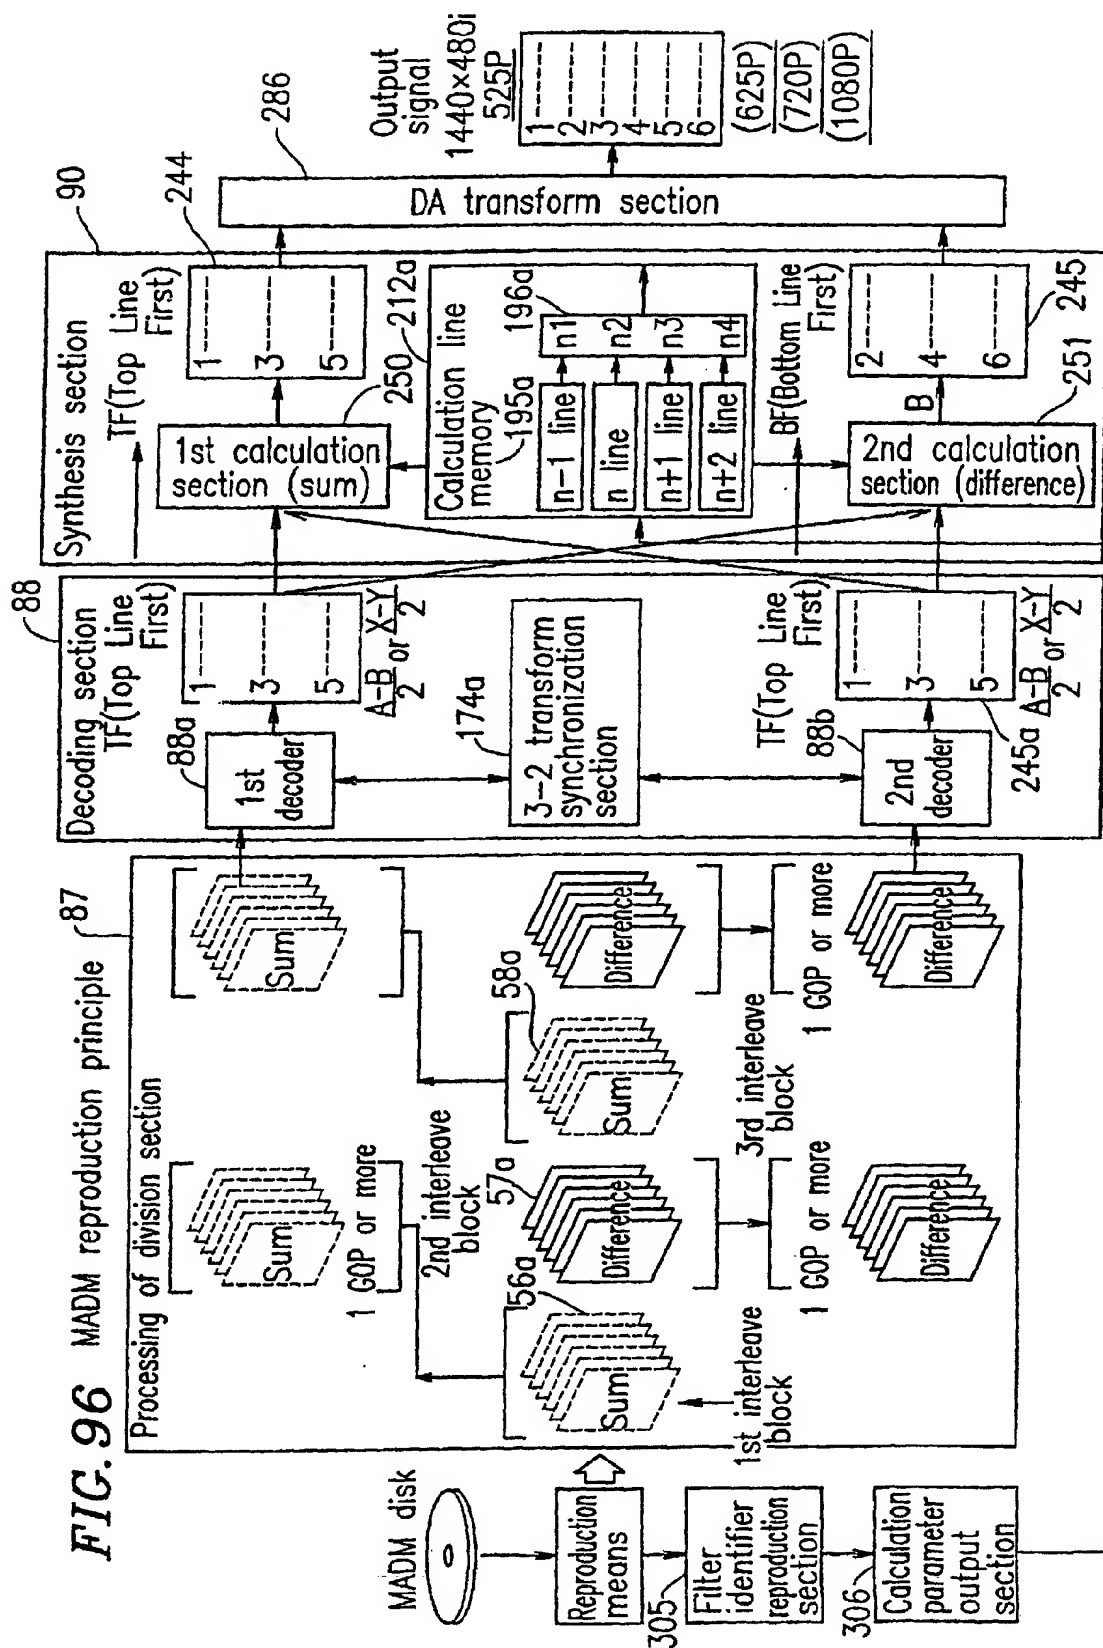 FIG. 96 MADM reproduction principle
87
MADM disk
Reproduction
means
305
Filter
identifier
reproduction
section
306
Calculation
parameter
output
section
Processing of division section
Sum
1 GOP or more
2nd interleave
block
56a
Sum
1st interleave
block
57a
Difference
1 GOP or more
Difference
Sum
58a
Sum
3rd interleave
block
Difference
1 GOP or more
Difference
88
Decoding section
TF(Top Line
First)
88a
1st
decoder
1
3
5
A-B/2 or X-Y/2
174a
3-2 transform
synchronization
section
TF(Top Line
First)
88b
2nd
decoder
1
3
5
245a
A-B/2 or X-Y/2
90
Synthesis section
TF(Top Line
First)
244
1st calculation
section (sum)
250
1
3
5
212a
Calculation line
memory
195a
196a
n-1 line
n line
n+1 line
n+2 line
n1
n2
n3
n4
BF(Bottom Line
First)
2nd calculation
section (difference)
251
B
2
4
6
245
286
DA transform section
Output
signal
1440×480i
525P
1
2
3
4
5
6
(625P)
(720P)
(1080P)